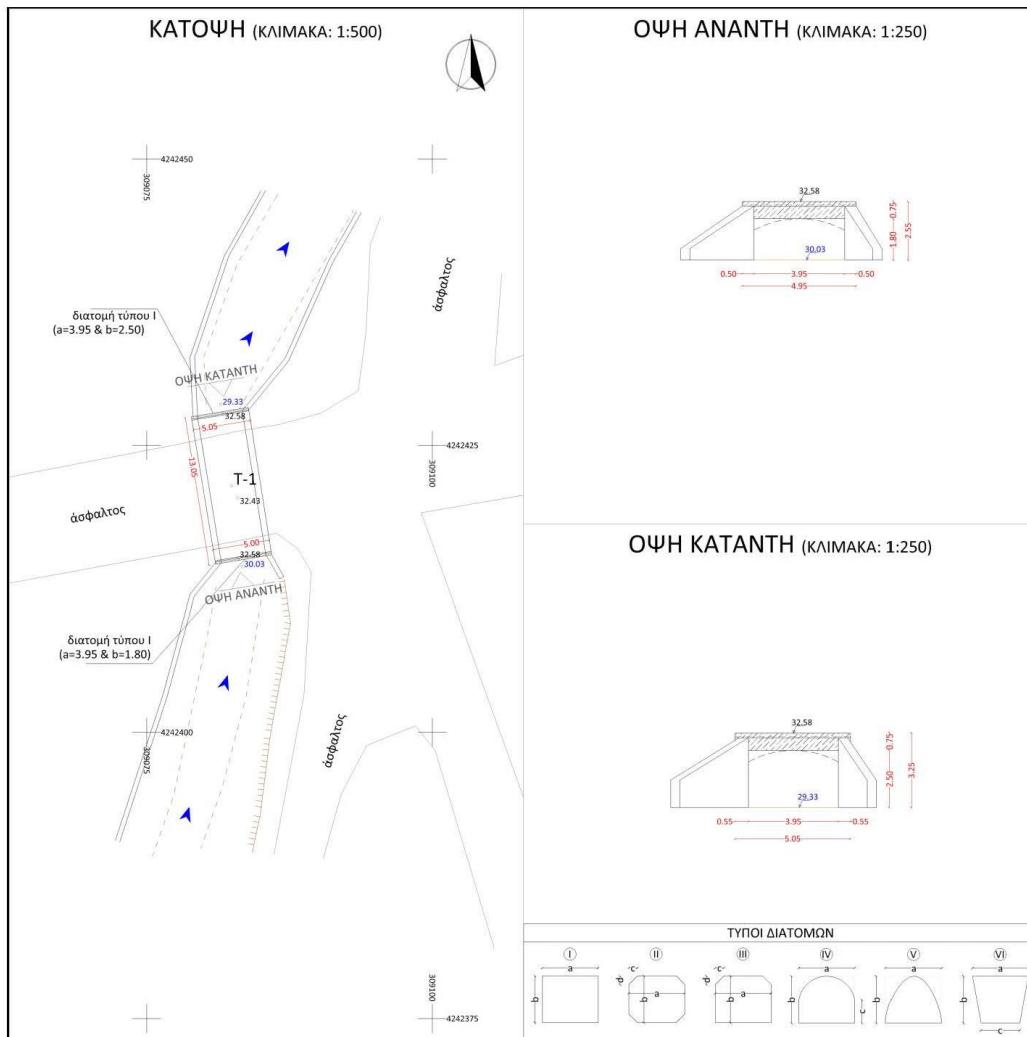 ΚΑΤΟΨΗ (ΚΛΙΜΑΚΑ: 1:500)
4242450
309075
άσφαλτος
διατομή τύπου Ι
(a=3.95 & b=2.50)
ΟΨΗ ΚΑΤΑΝΤΗ
29.33
32.58
5.05
4242425
309100
13.05
T-1
32.43
άσφαλτος
5.00
32.58
30.03
ΟΨΗ ΑΝΑΝΤΗ
διατομή τύπου Ι
(a=3.95 & b=1.80)
άσφαλτος
4242400
309075
309100
4242375
ΟΨΗ ΑΝΑΝΤΗ (ΚΛΙΜΑΚΑ: 1:250)
32.58
0.75
1.80
2.55
30.03
0.50 3.95 0.50
4.95
ΟΨΗ ΚΑΤΑΝΤΗ (ΚΛΙΜΑΚΑ: 1:250)
32.58
0.75
2.50
3.25
29.33
0.55 3.95 0.55
5.05
ΤΥΠΟΙ ΔΙΑΤΟΜΩΝ
I II III IV V VI
a c c a a a
b d b a d b a b c b b c